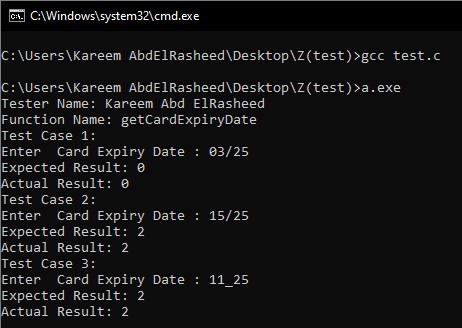 C:\Windows\system32\cmd.exe
C:\Users\Kareem AbdElRasheed\Desktop\Z(test)>gcc test.c
C:\Users\Kareem AbdElRasheed\Desktop\Z(test)>a.exe
Tester Name: Kareem Abd ElRasheed
Function Name: getCardExpiryDate
Test Case 1:
Enter  Card Expiry Date : 03/25
Expected Result: 0
Actual Result: 0
Test Case 2:
Enter  Card Expiry Date : 15/25
Expected Result: 2
Actual Result: 2
Test Case 3:
Enter  Card Expiry Date : 11_25
Expected Result: 2
Actual Result: 2